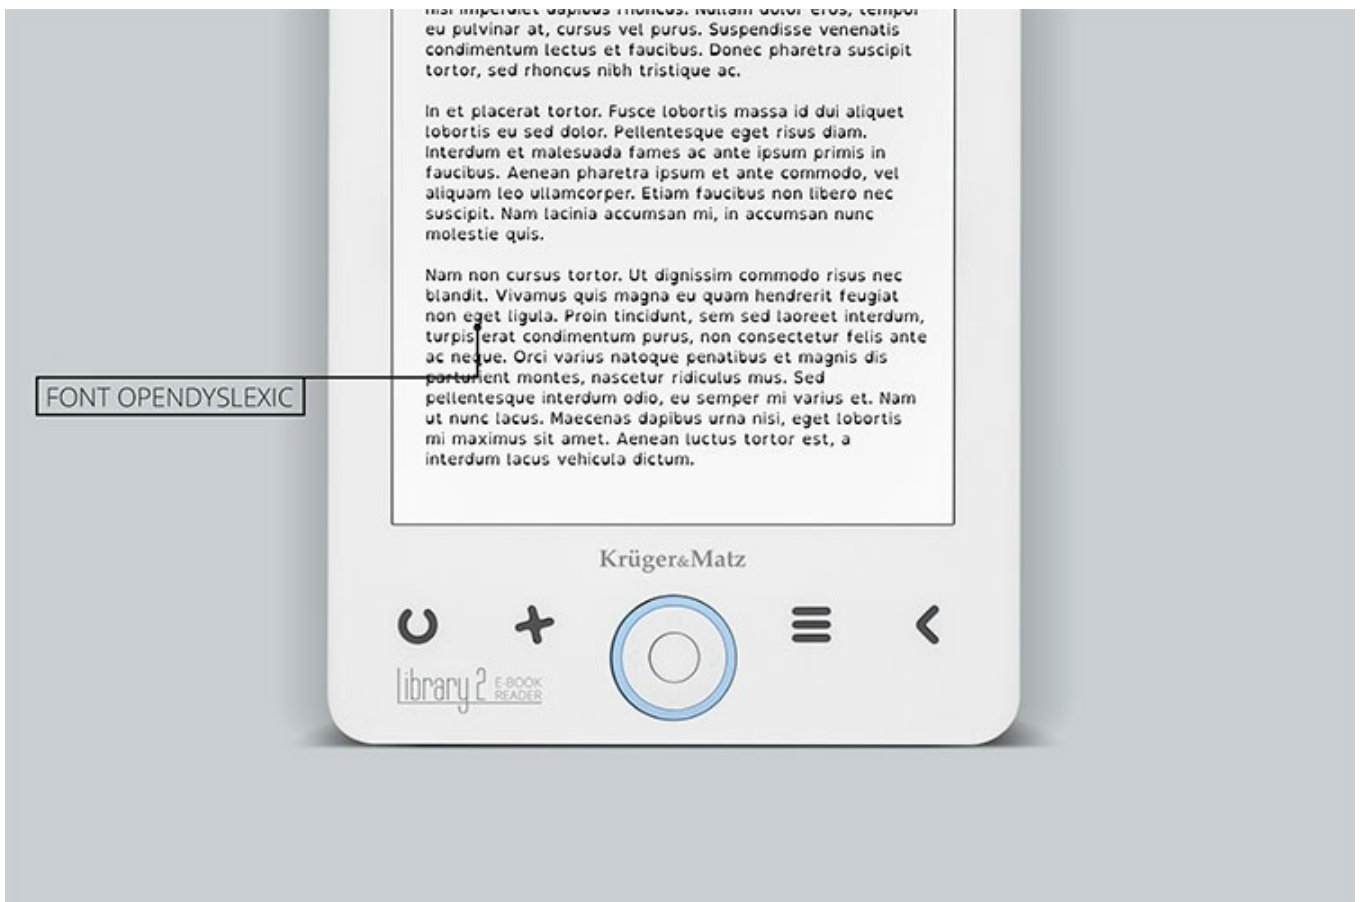 nisl imperdiet dapibus rhoncus. Nullam dolor eros, tempor
eu pulvinar at, cursus vel purus. Suspendisse venenatis
condimentum lectus et faucibus. Donec pharetra suscipit
tortor, sed rhoncus nibh tristique ac.
In et placerat tortor. Fusce lobortis massa id dui aliquet
lobortis eu sed dolor. Pellentesque eget risus diam.
Interdum et malesuada fames ac ante ipsum primis in
faucibus. Aenean pharetra ipsum et ante commodo, vel
aliquam leo ullamcorper. Etiam faucibus non libero nec
suscipit. Nam lacinia accumsan mi, in accumsan nunc
molestie quis.
Nam non cursus tortor. Ut dignissim commodo risus nec
blandit. Vivamus quis magna eu quam hendrerit feugiat
non eget ligula. Proin tincidunt, sem sed laoreet interdum,
turpis erat condimentum purus, non consectetur felis ante
ac neque. Orci varius natoque penatibus et magnis dis
parturient montes, nascetur ridiculus mus. Sed
pellentesque interdum odio, eu semper mi varius et. Nam
ut nunc lacus. Maecenas dapibus urna nisi, eget lobortis
mi maximus sit amet. Aenean luctus tortor est, a
interdum lacus vehicula dictum.
FONT OPENDYSLEXIC
Krüger&Matz
library 2 E-BOOK
READER